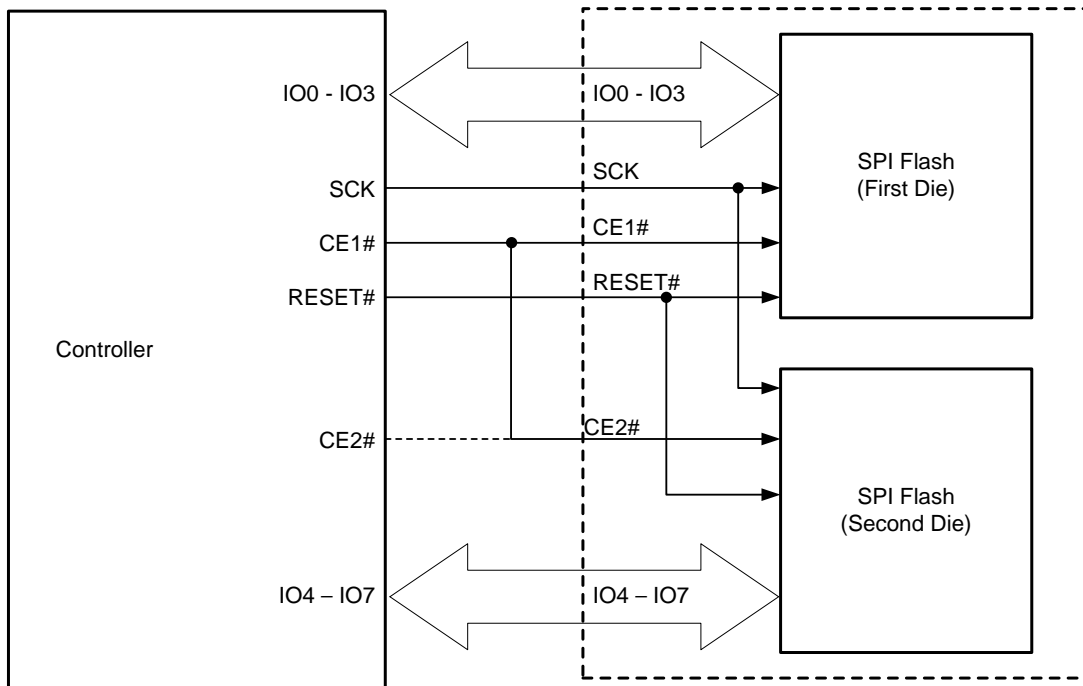 IO0 - IO3
IO0 - IO3
SPI Flash
(First Die)
SCK
SCK
CE1#
CE1#
RESET#
RESET#
Controller
CE2#
CE2#
SPI Flash
(Second Die)
IO4 – IO7
IO4 – IO7